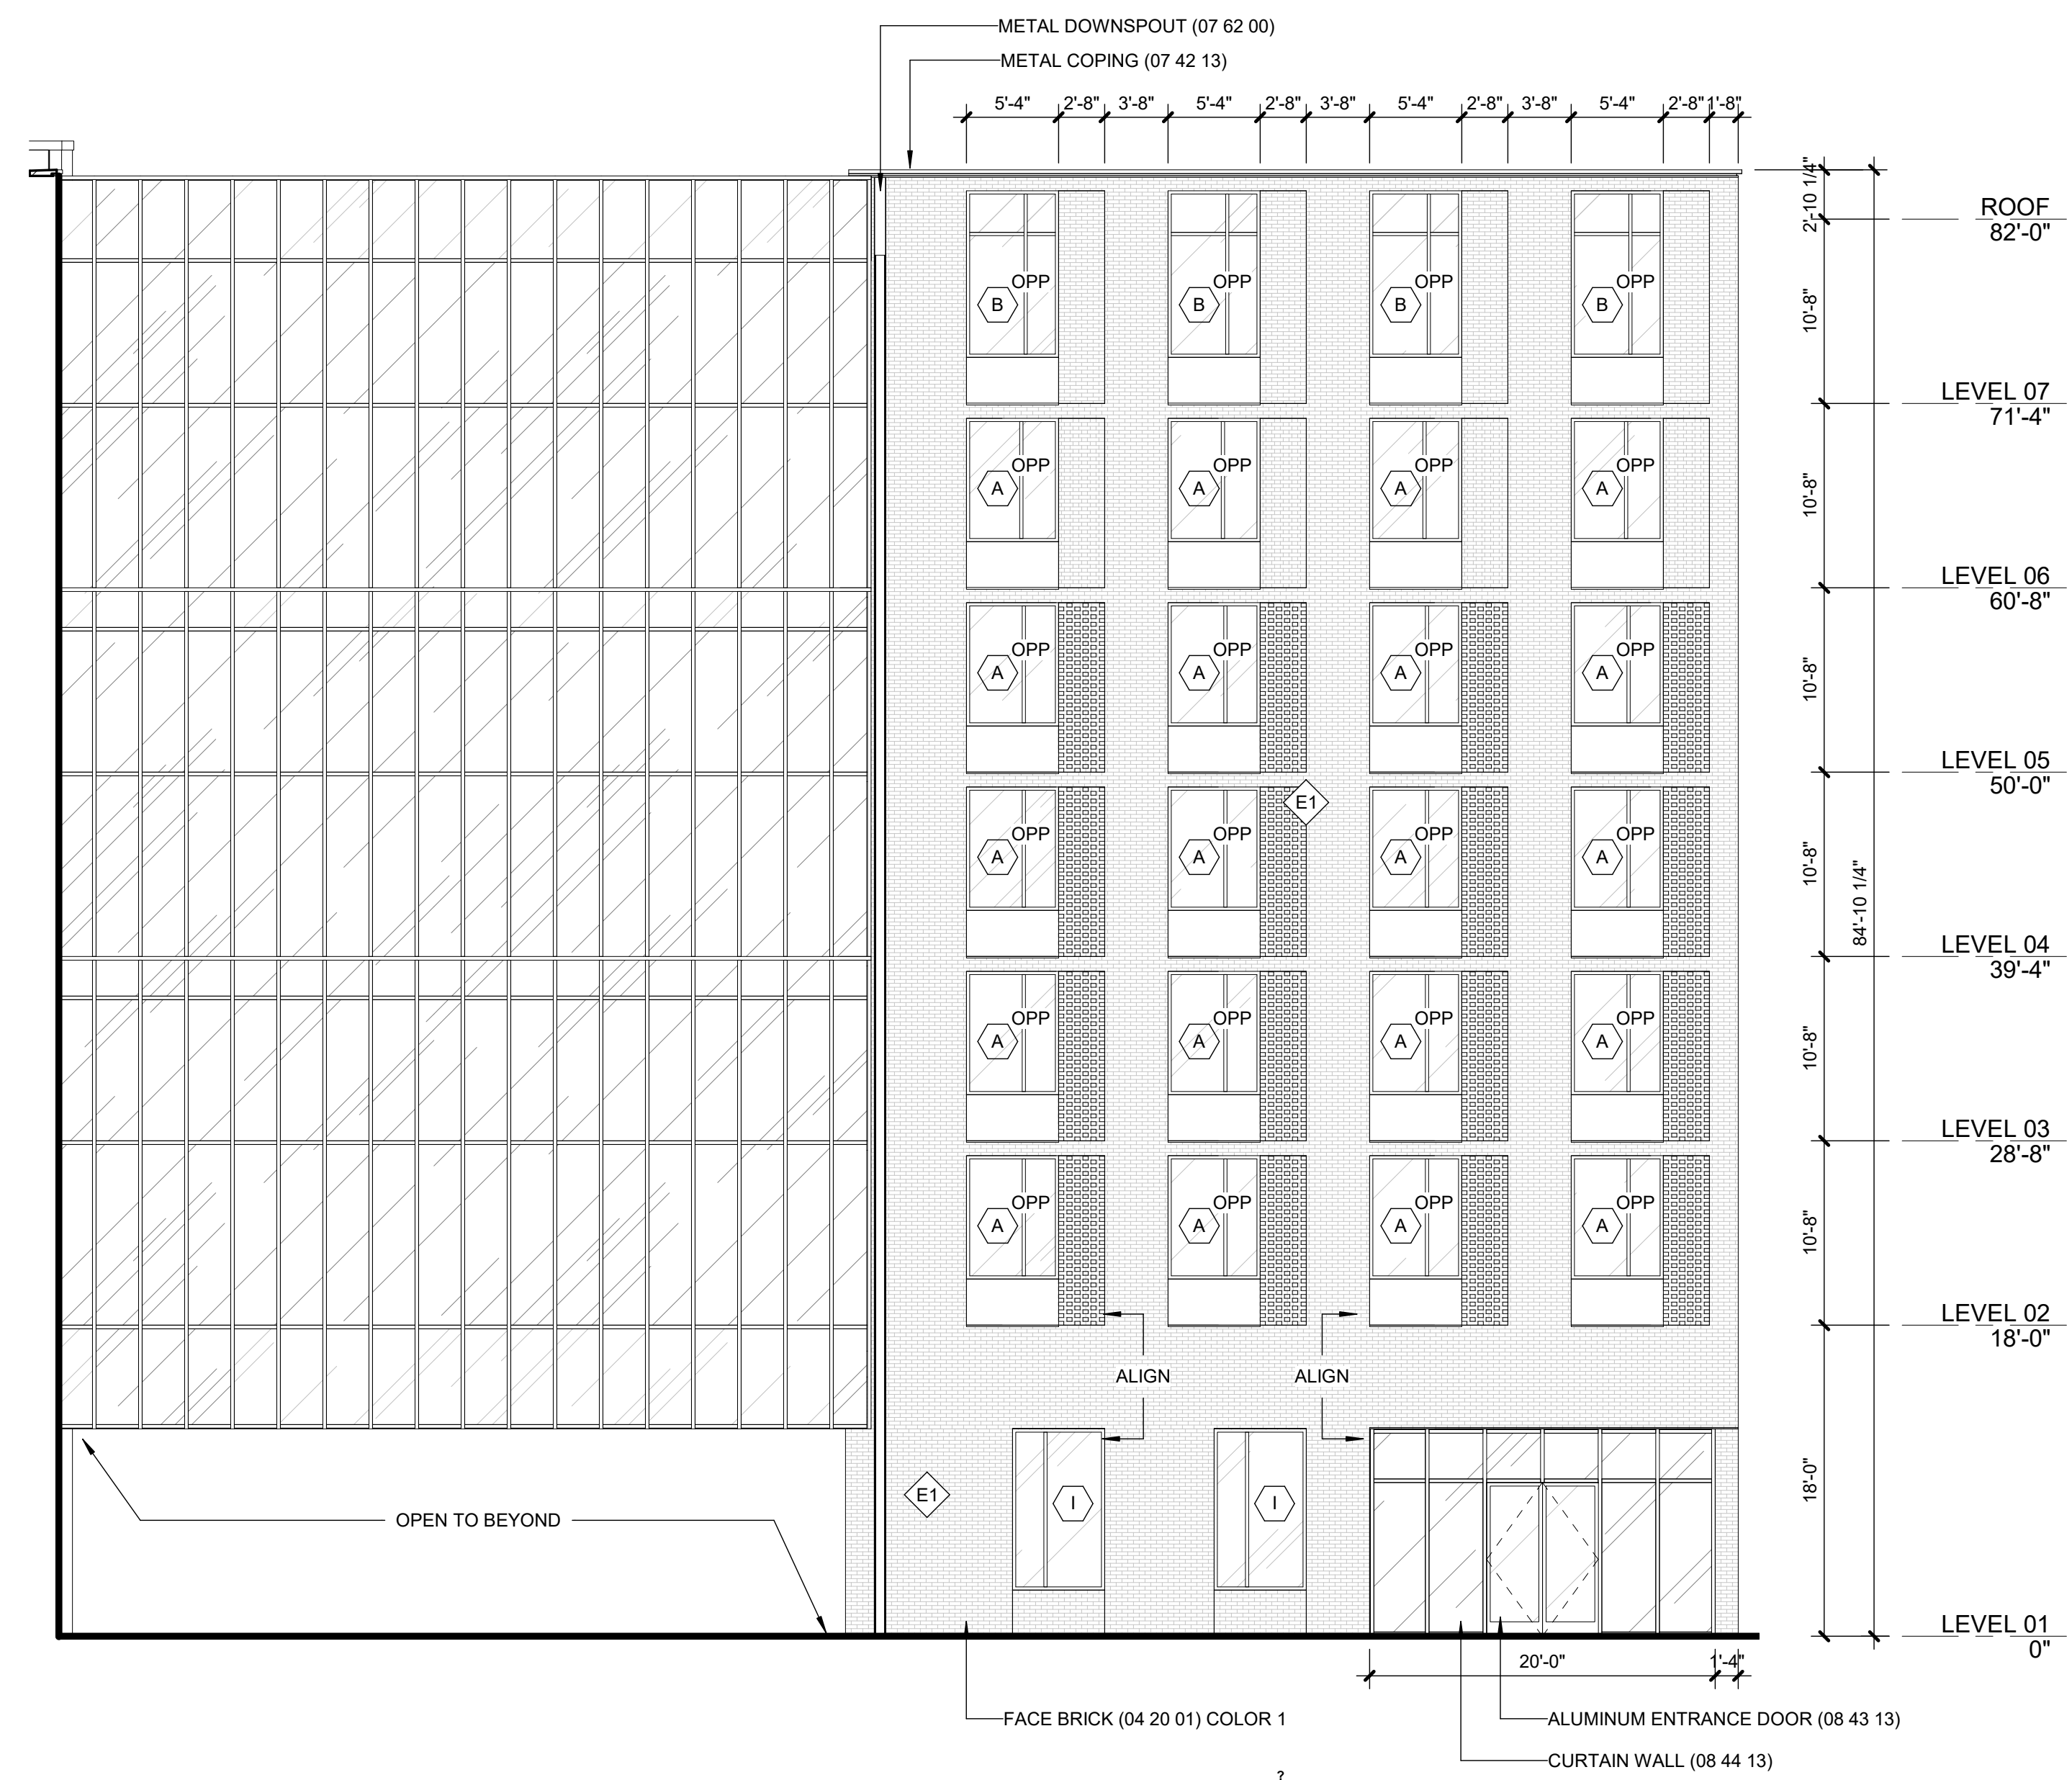 METAL DOWNSPOUT (07 62 00)
METAL COPING (07 42 13)
5'-4" 2'-8" 3'-8" 5'-4" 2'-8" 3'-8" 5'-4" 2'-8" 3'-8" 5'-4" 2'-8" 1'-8"
2'-10 1/4"
ROOF
82'-0"
OPP OPP OPP OPP
B B B B
10'-8"
LEVEL 07
71'-4"
OPP OPP OPP OPP
A A A A
10'-8"
LEVEL 06
60'-8"
OPP OPP OPP OPP
A A A A
10'-8"
LEVEL 05
50'-0"
E1
OPP OPP OPP OPP
A A A A
10'-8"
84'-10 1/4"
LEVEL 04
39'-4"
OPP OPP OPP OPP
A A A A
10'-8"
LEVEL 03
28'-8"
OPP OPP OPP OPP
A A A A
10'-8"
LEVEL 02
18'-0"
ALIGN ALIGN
E1
I I
18'-0"
OPEN TO BEYOND
LEVEL 01
0"
20'-0" 1'-4"
FACE BRICK (04 20 01) COLOR 1
ALUMINUM ENTRANCE DOOR (08 43 13)
CURTAIN WALL (08 44 13)
?